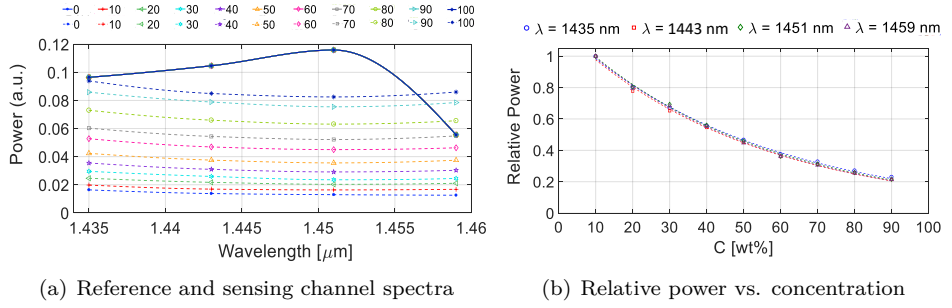 0 10 20 30 40 50 60 70 80 90 100
0 10 20 30 40 50 60 70 80 90 100
0.12
0.1
0.08
0.06
0.04
0.02
0
1.435 1.44 1.445 1.45 1.455 1.46
Power (a.u.)
Wavelength [μm]
(a) Reference and sensing channel spectra
λ = 1435 nm λ = 1443 nm λ = 1451 nm λ = 1459 nm
1
0.8
0.6
0.4
0.2
0
0 10 20 30 40 50 60 70 80 90 100
Relative Power
C [wt%]
(b) Relative power vs. concentration